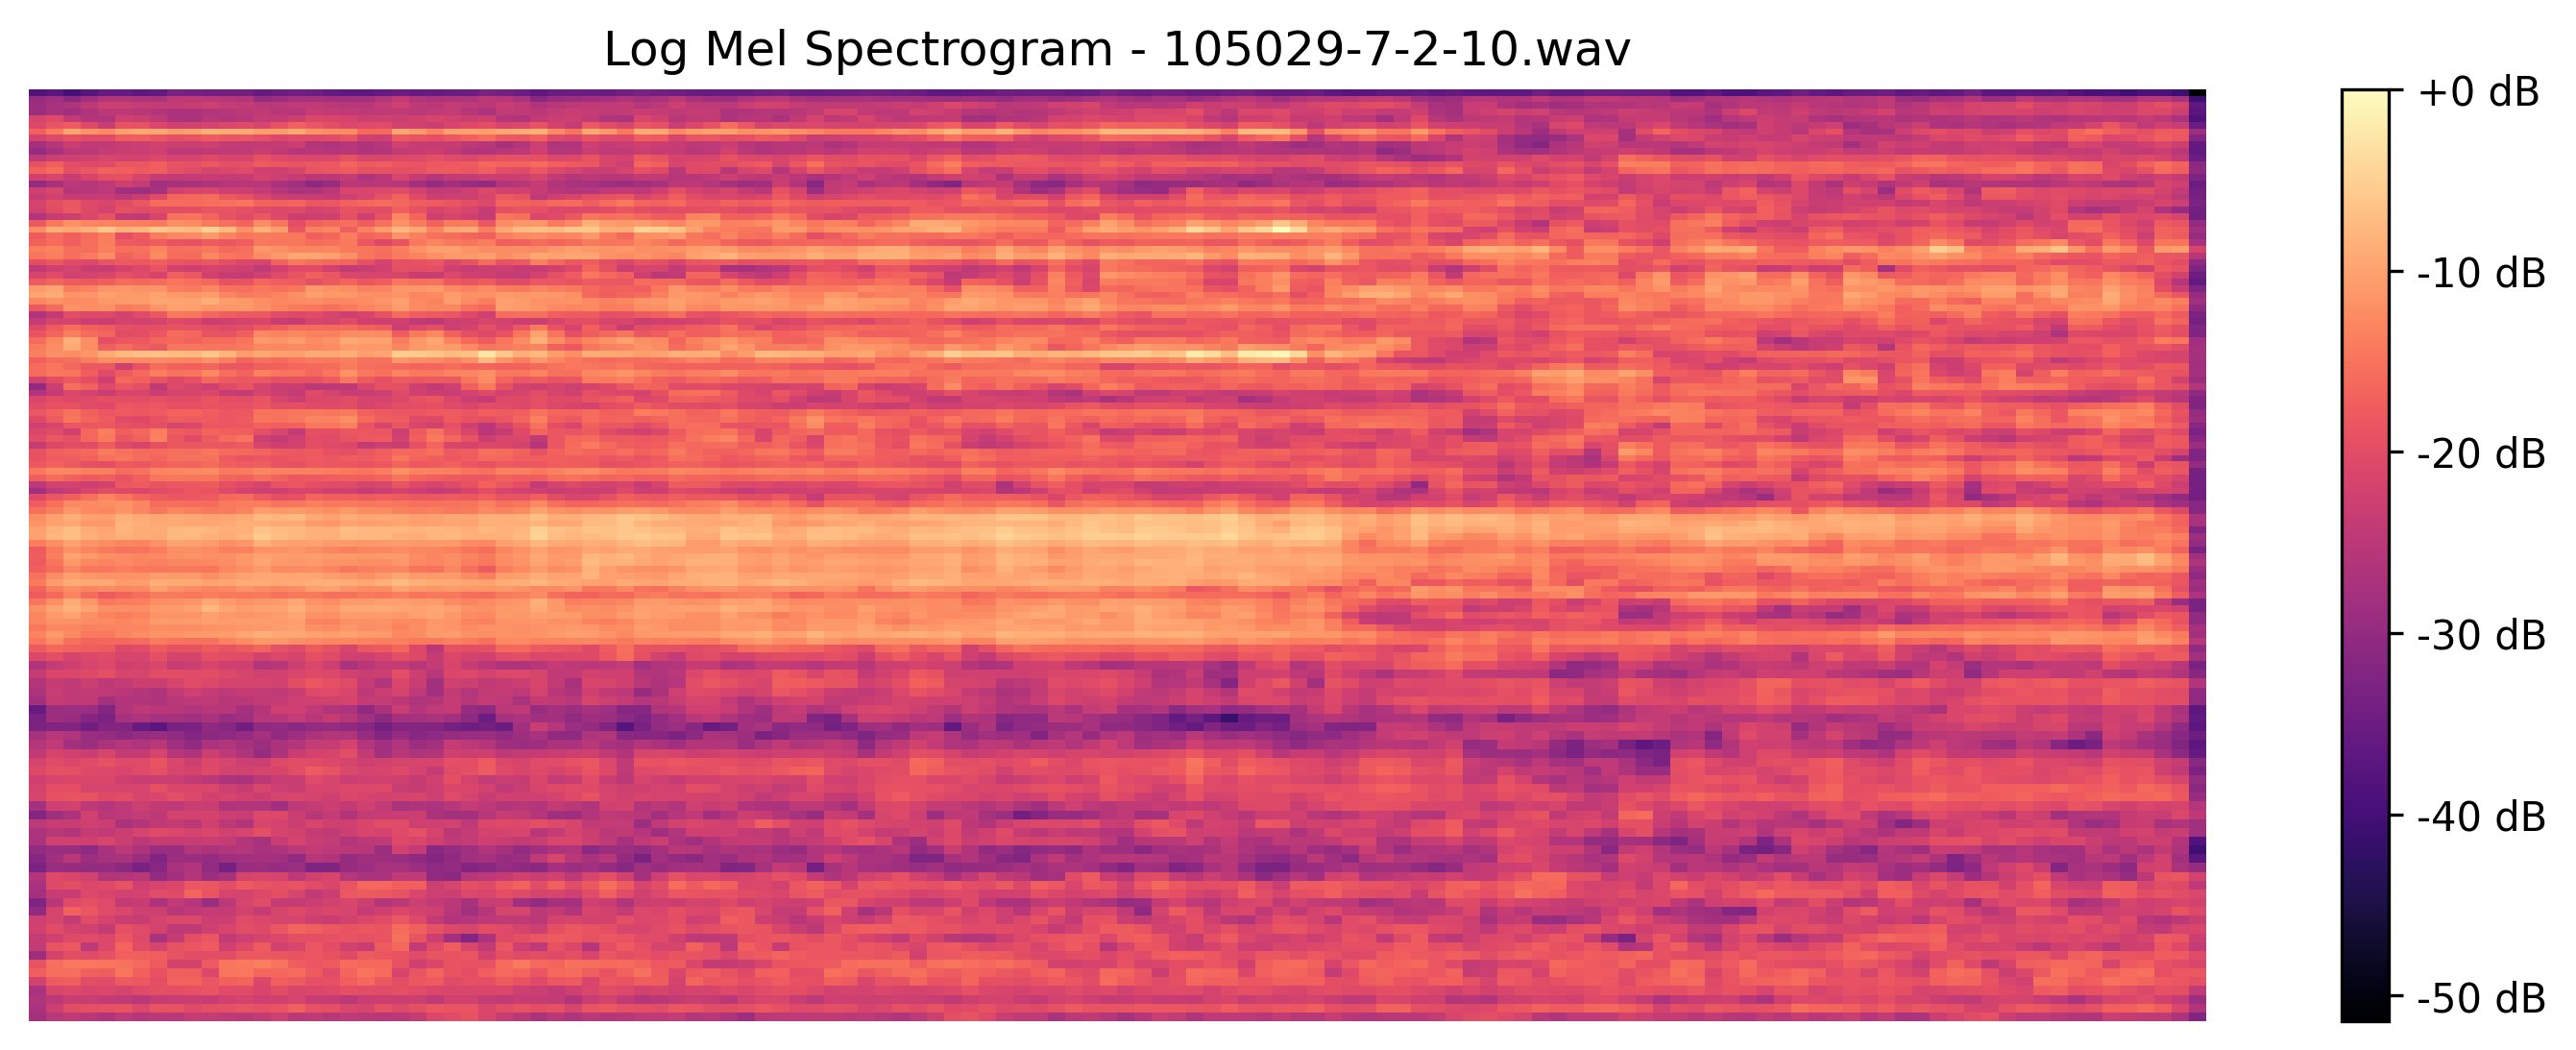 Log Mel Spectrogram - 105029-7-2-10.wav
+0 dB
-10 dB
-20 dB
-30 dB
-40 dB
-50 dB